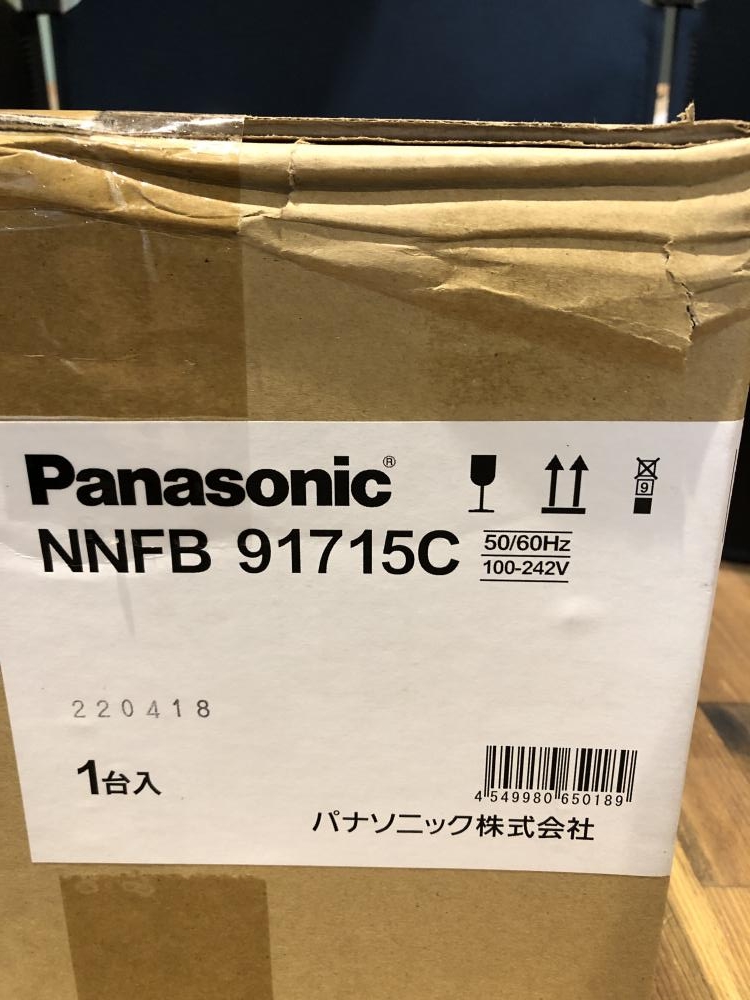 Panasonic®
NNFB 91715C
50/60Hz
100-242V
9
220418
1台入
4 549980 650189
パナソニック株式会社